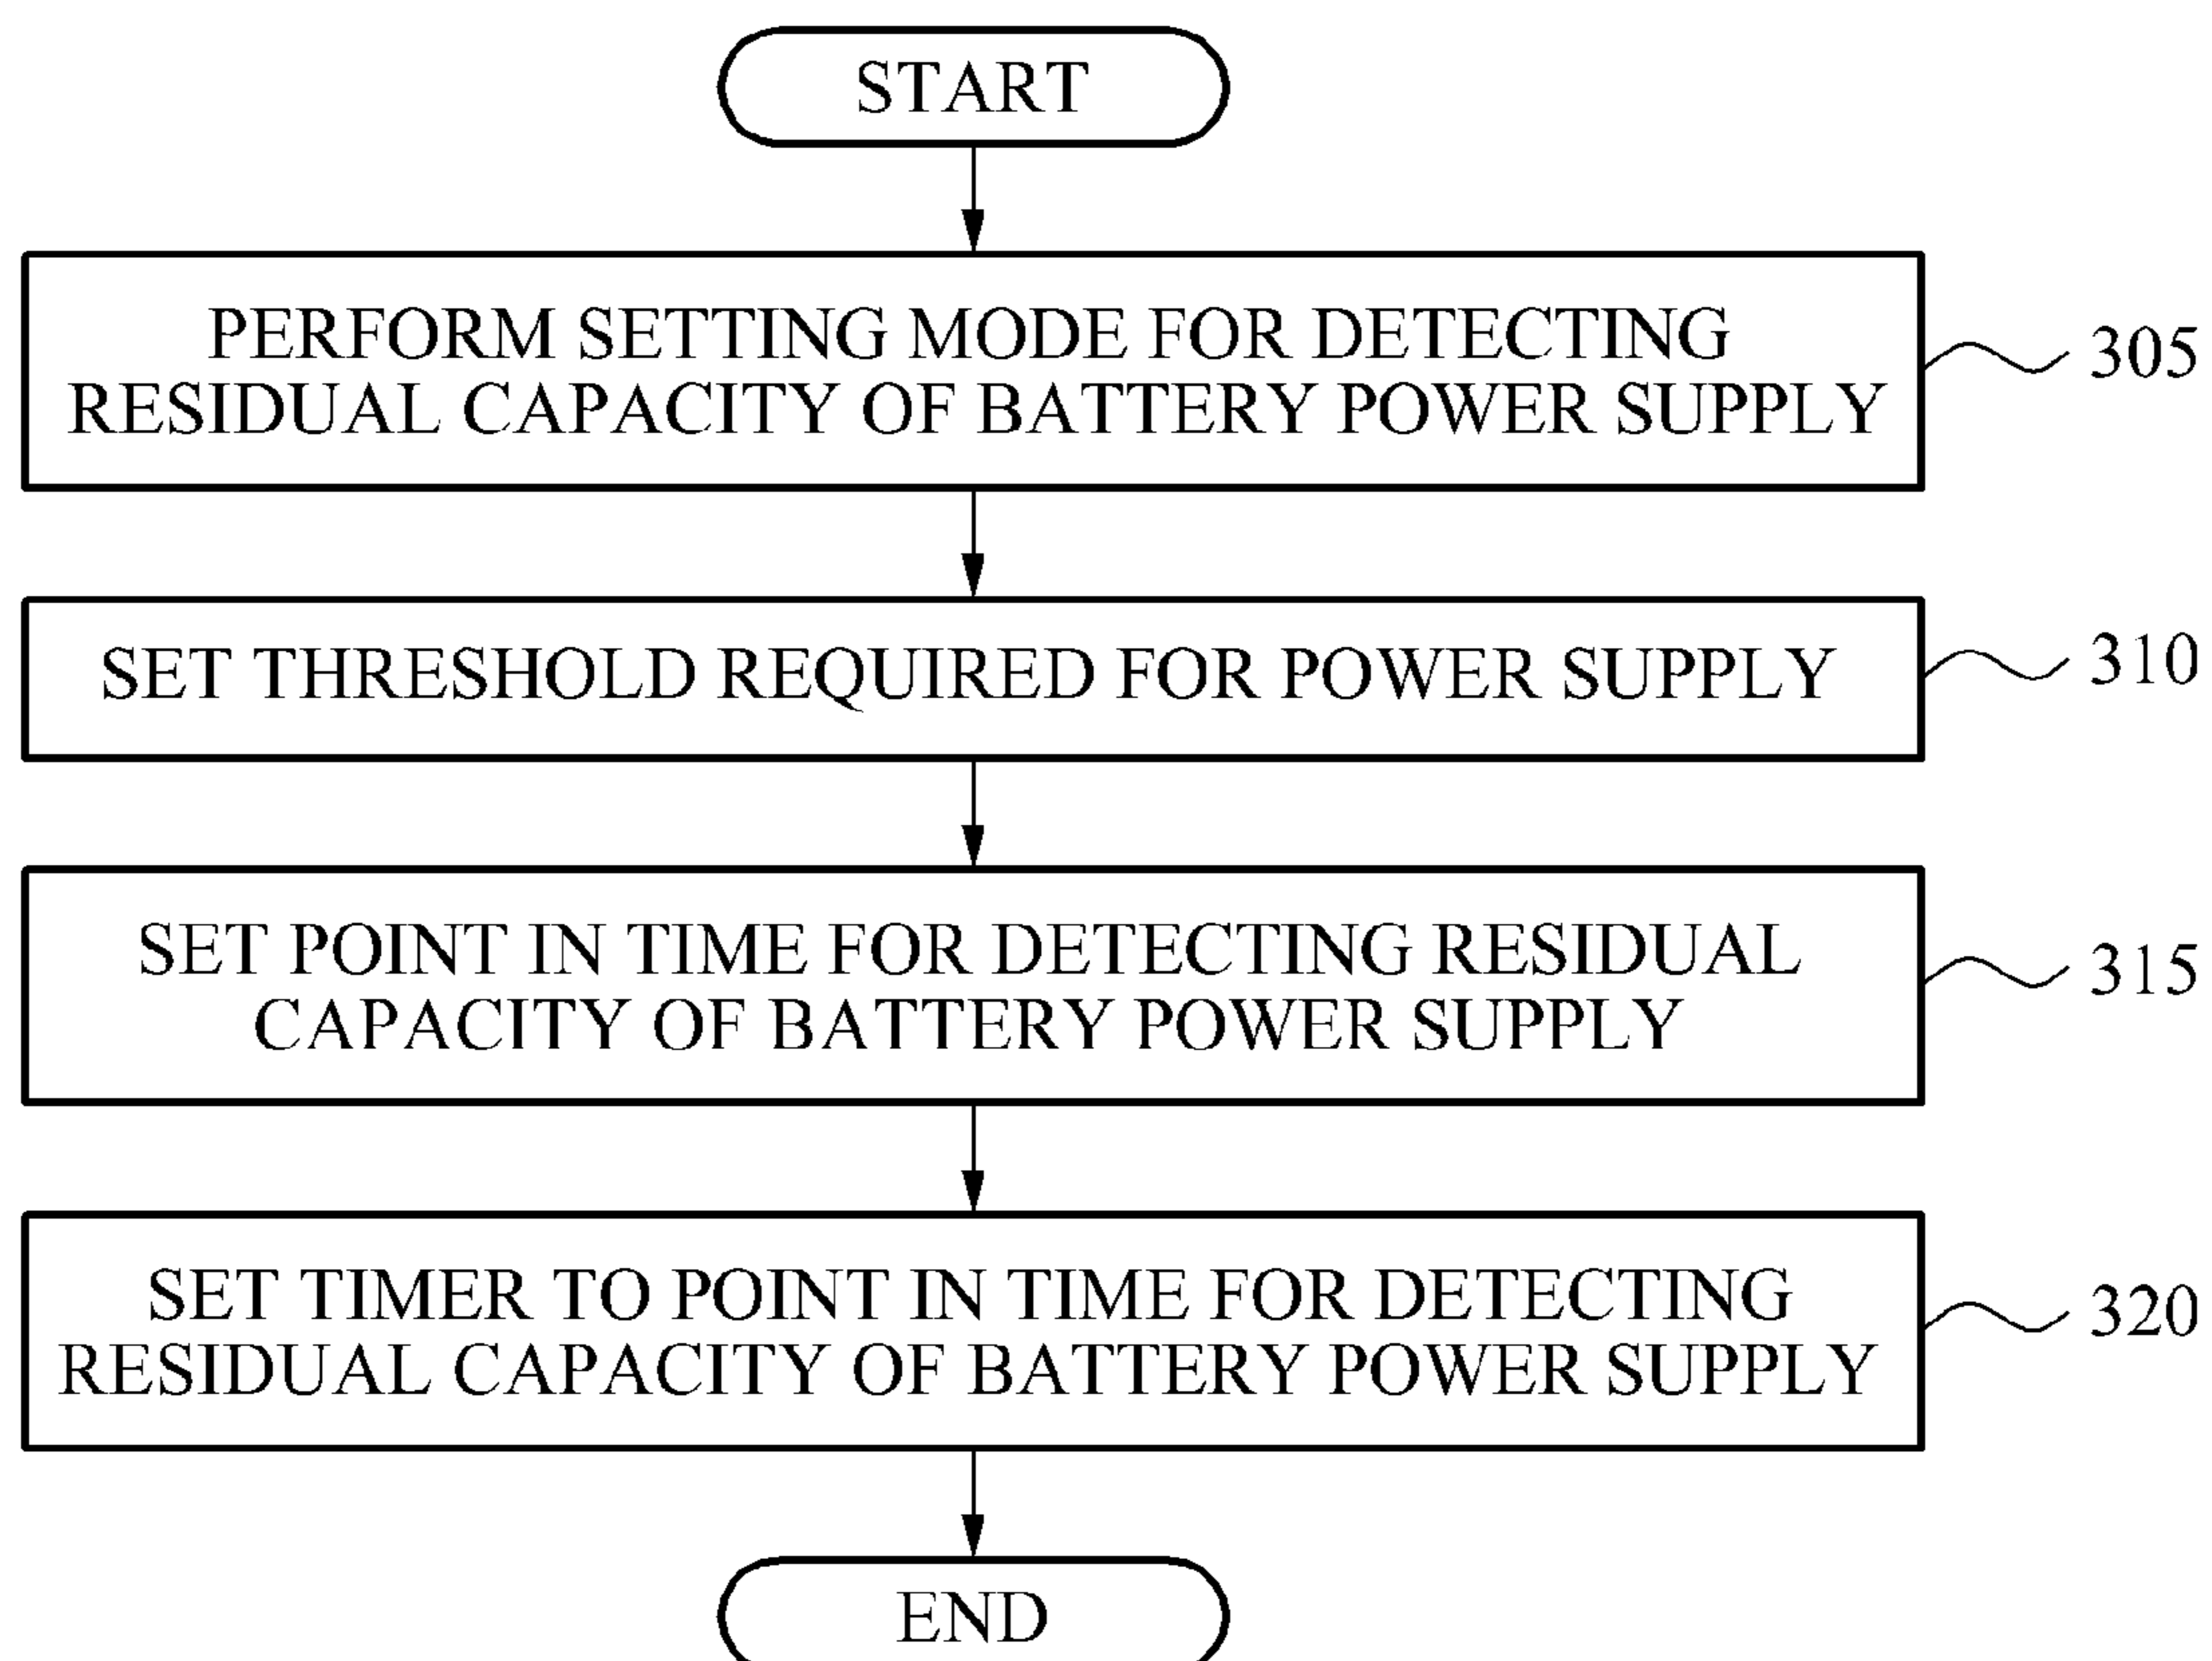 START
PERFORM SETTING MODE FOR DETECTING
RESIDUAL CAPACITY OF BATTERY POWER SUPPLY
305
SET THRESHOLD REQUIRED FOR POWER SUPPLY
310
SET POINT IN TIME FOR DETECTING RESIDUAL
CAPACITY OF BATTERY POWER SUPPLY
315
SET TIMER TO POINT IN TIME FOR DETECTING
RESIDUAL CAPACITY OF BATTERY POWER SUPPLY
320
END